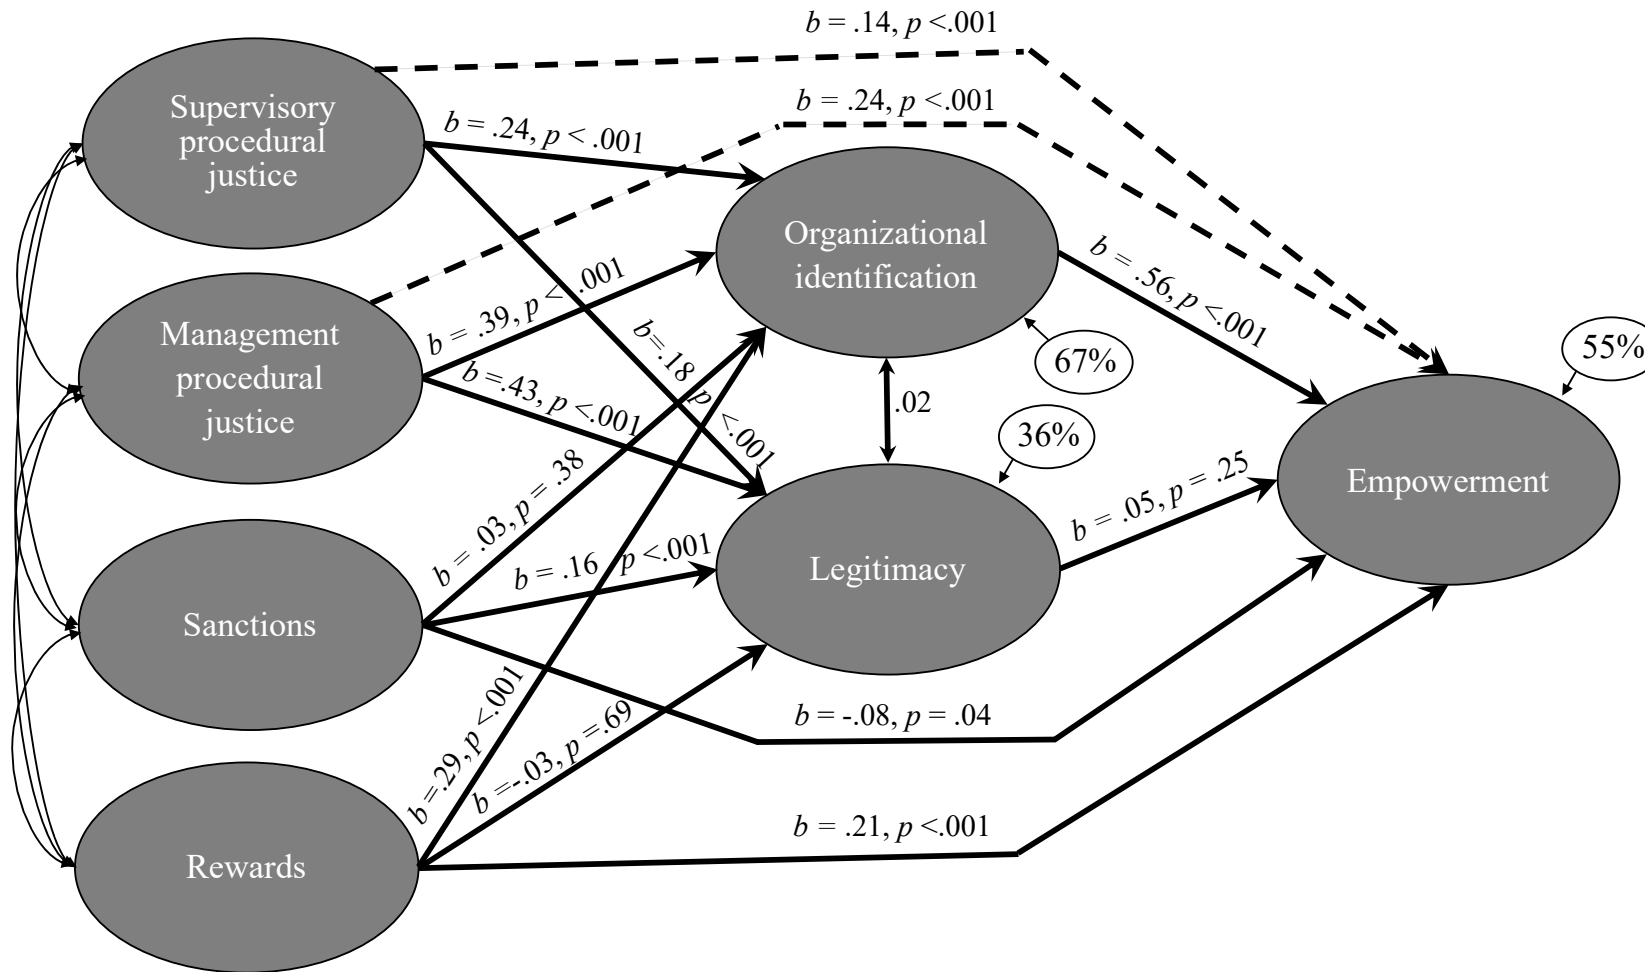 b = .14, p <.001
b = .24, p <.001
Supervisory
procedural
justice
b = .24, p < .001
Organizational
identification
b = .39, p < .001
b = .56, p <.001
Management
procedural
justice
b=.18, p <.001
b =.43, p <.001
67%
55%
.02
36%
b = .03, p = .38
Empowerment
b = .05, p = .25
b = .16 p <.001
Legitimacy
Sanctions
b =.29, p <.001
b =-.03, p =.69
b = -.08, p = .04
b = .21, p <.001
Rewards